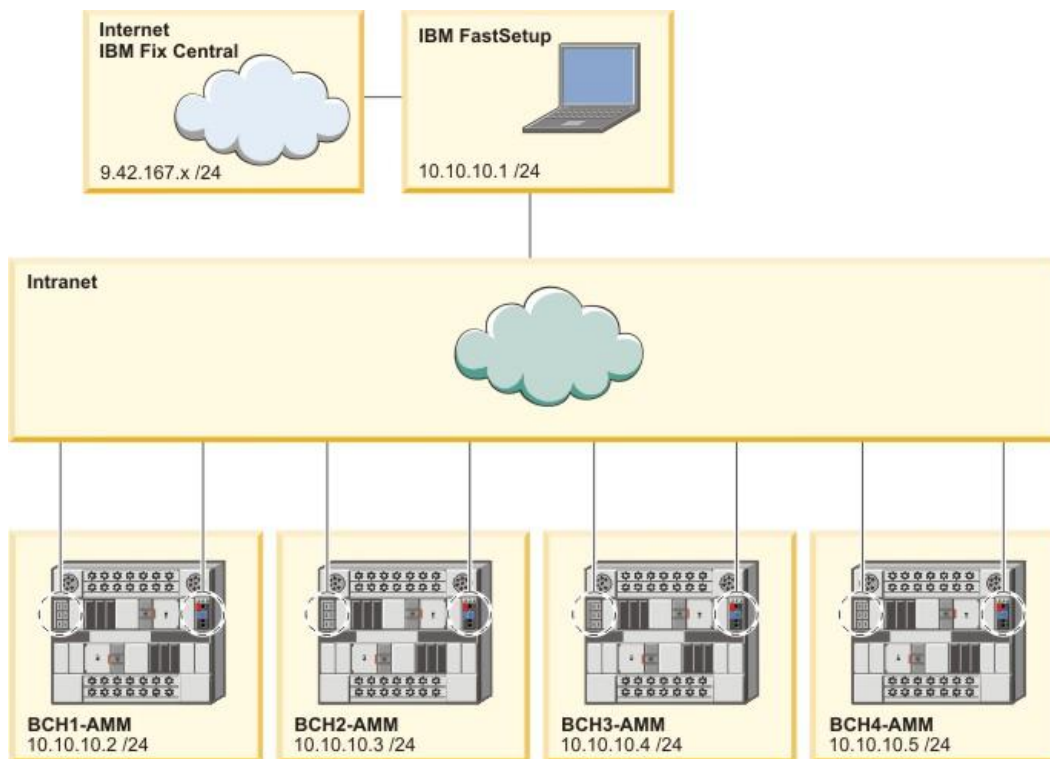 Internet
IBM Fix Central
9.42.167.x /24
IBM FastSetup
10.10.10.1 /24
Intranet
BCH1-AMM
10.10.10.2 /24
BCH2-AMM
10.10.10.3 /24
BCH3-AMM
10.10.10.4 /24
BCH4-AMM
10.10.10.5 /24